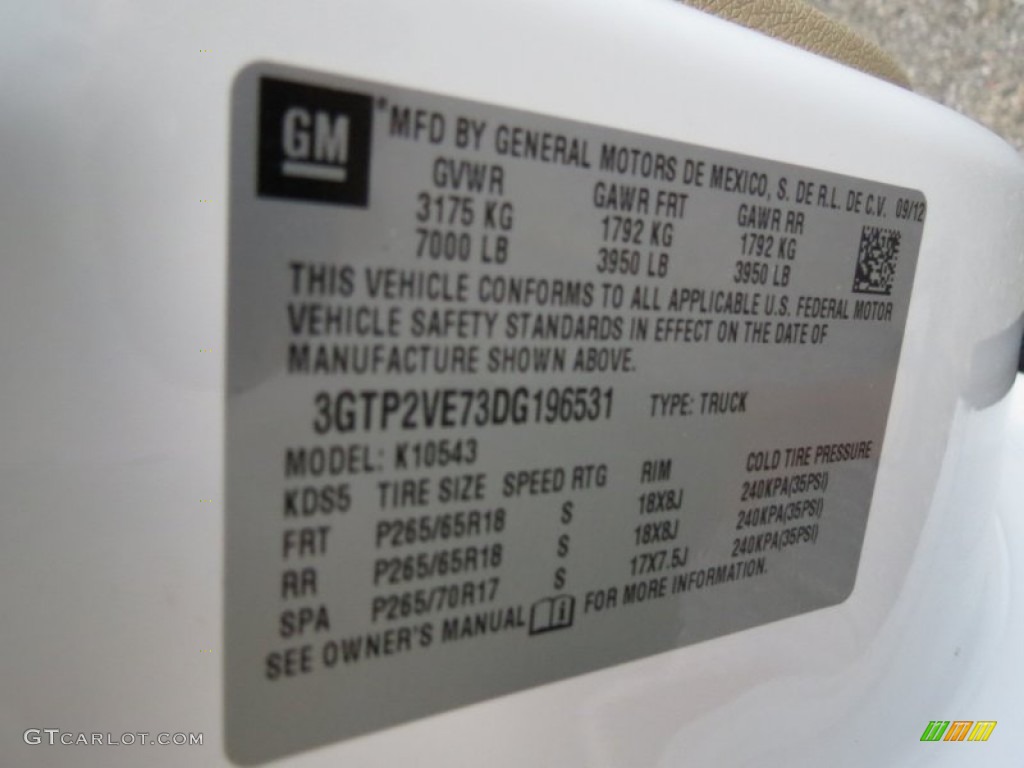 GM
*MFD BY GENERAL MOTORS DE MEXICO, S. DE R.L. DE C.V. 09/12
GVWR GAWR FRT GAWR RR
3175 KG 1792 KG 1792 KG
7000 LB 3950 LB 3950 LB
THIS VEHICLE CONFORMS TO ALL APPLICABLE U.S. FEDERAL MOTOR
VEHICLE SAFETY STANDARDS IN EFFECT ON THE DATE OF
MANUFACTURE SHOWN ABOVE.
3GTP2VE73DG196531 TYPE: TRUCK
MODEL: K10543
KDS5 TIRE SIZE SPEED RTG RIM COLD TIRE PRESSURE
FRT P265/65R18 S 18X8J 240KPA(35PSI)
RR P265/65R18 S 18X8J 240KPA(35PSI)
SPA P265/70R17 S 17X7.5J 240KPA(35PSI)
SEE OWNER'S MANUAL FOR MORE INFORMATION.
GTCARLOT.COM